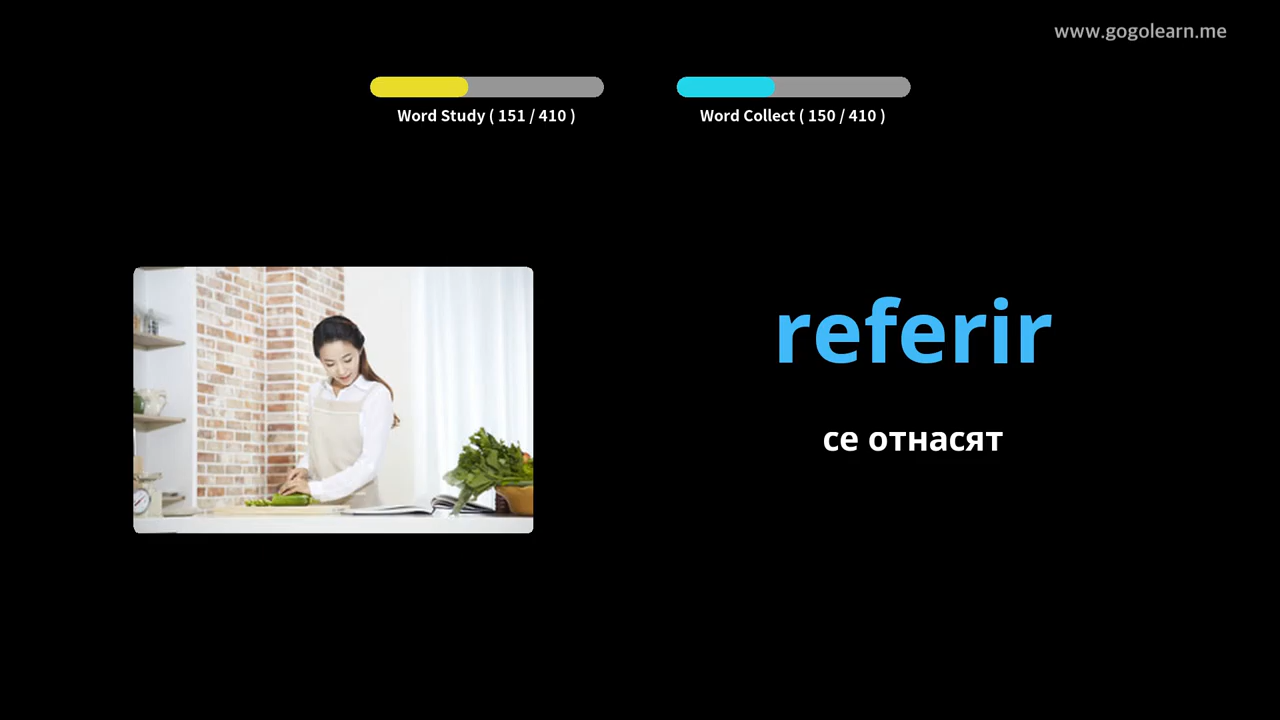 www.gogolearn.me
Word Study ( 151 / 410 )
Word Collect ( 150 / 410 )
referir
се отнасят